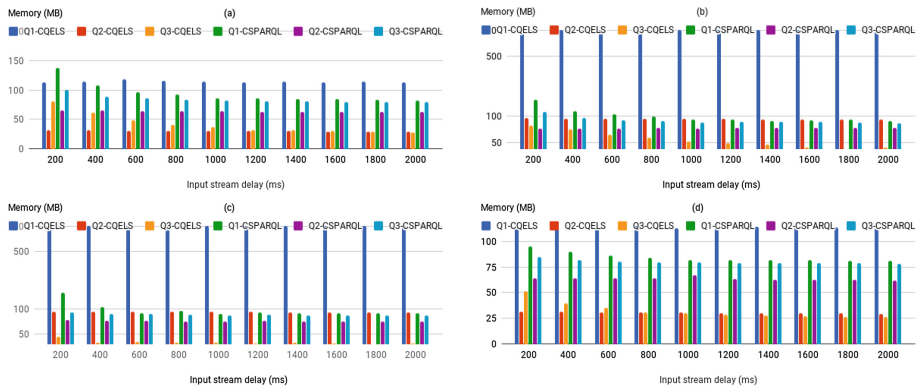 Memory (MB) (a)
Q1-CQELS Q2-CQELS Q3-CQELS Q1-CSPARQL Q2-CSPARQL Q3-CSPARQL
150
100
50
0
200 400 600 800 1000 1200 1400 1600 1800 2000
Input stream delay (ms)
Memory (MB) (b)
Q1-CQELS Q2-CQELS Q3-CQELS Q1-CSPARQL Q2-CSPARQL Q3-CSPARQL
500
100
50
200 400 600 800 1000 1200 1400 1600 1800 2000
Input stream delay (ms)
Memory (MB) (c)
Q1-CQELS Q2-CQELS Q3-CQELS Q1-CSPARQL Q2-CSPARQL Q3-CSPARQL
500
100
50
200 400 600 800 1000 1200 1400 1600 1800 2000
Input stream delay (ms)
Memory (MB) (d)
Q1-CQELS Q2-CQELS Q3-CQELS Q1-CSPARQL Q2-CSPARQL Q3-CSPARQL
100
75
50
25
0
200 400 600 800 1000 1200 1400 1600 1800 2000
Input stream delay (ms)